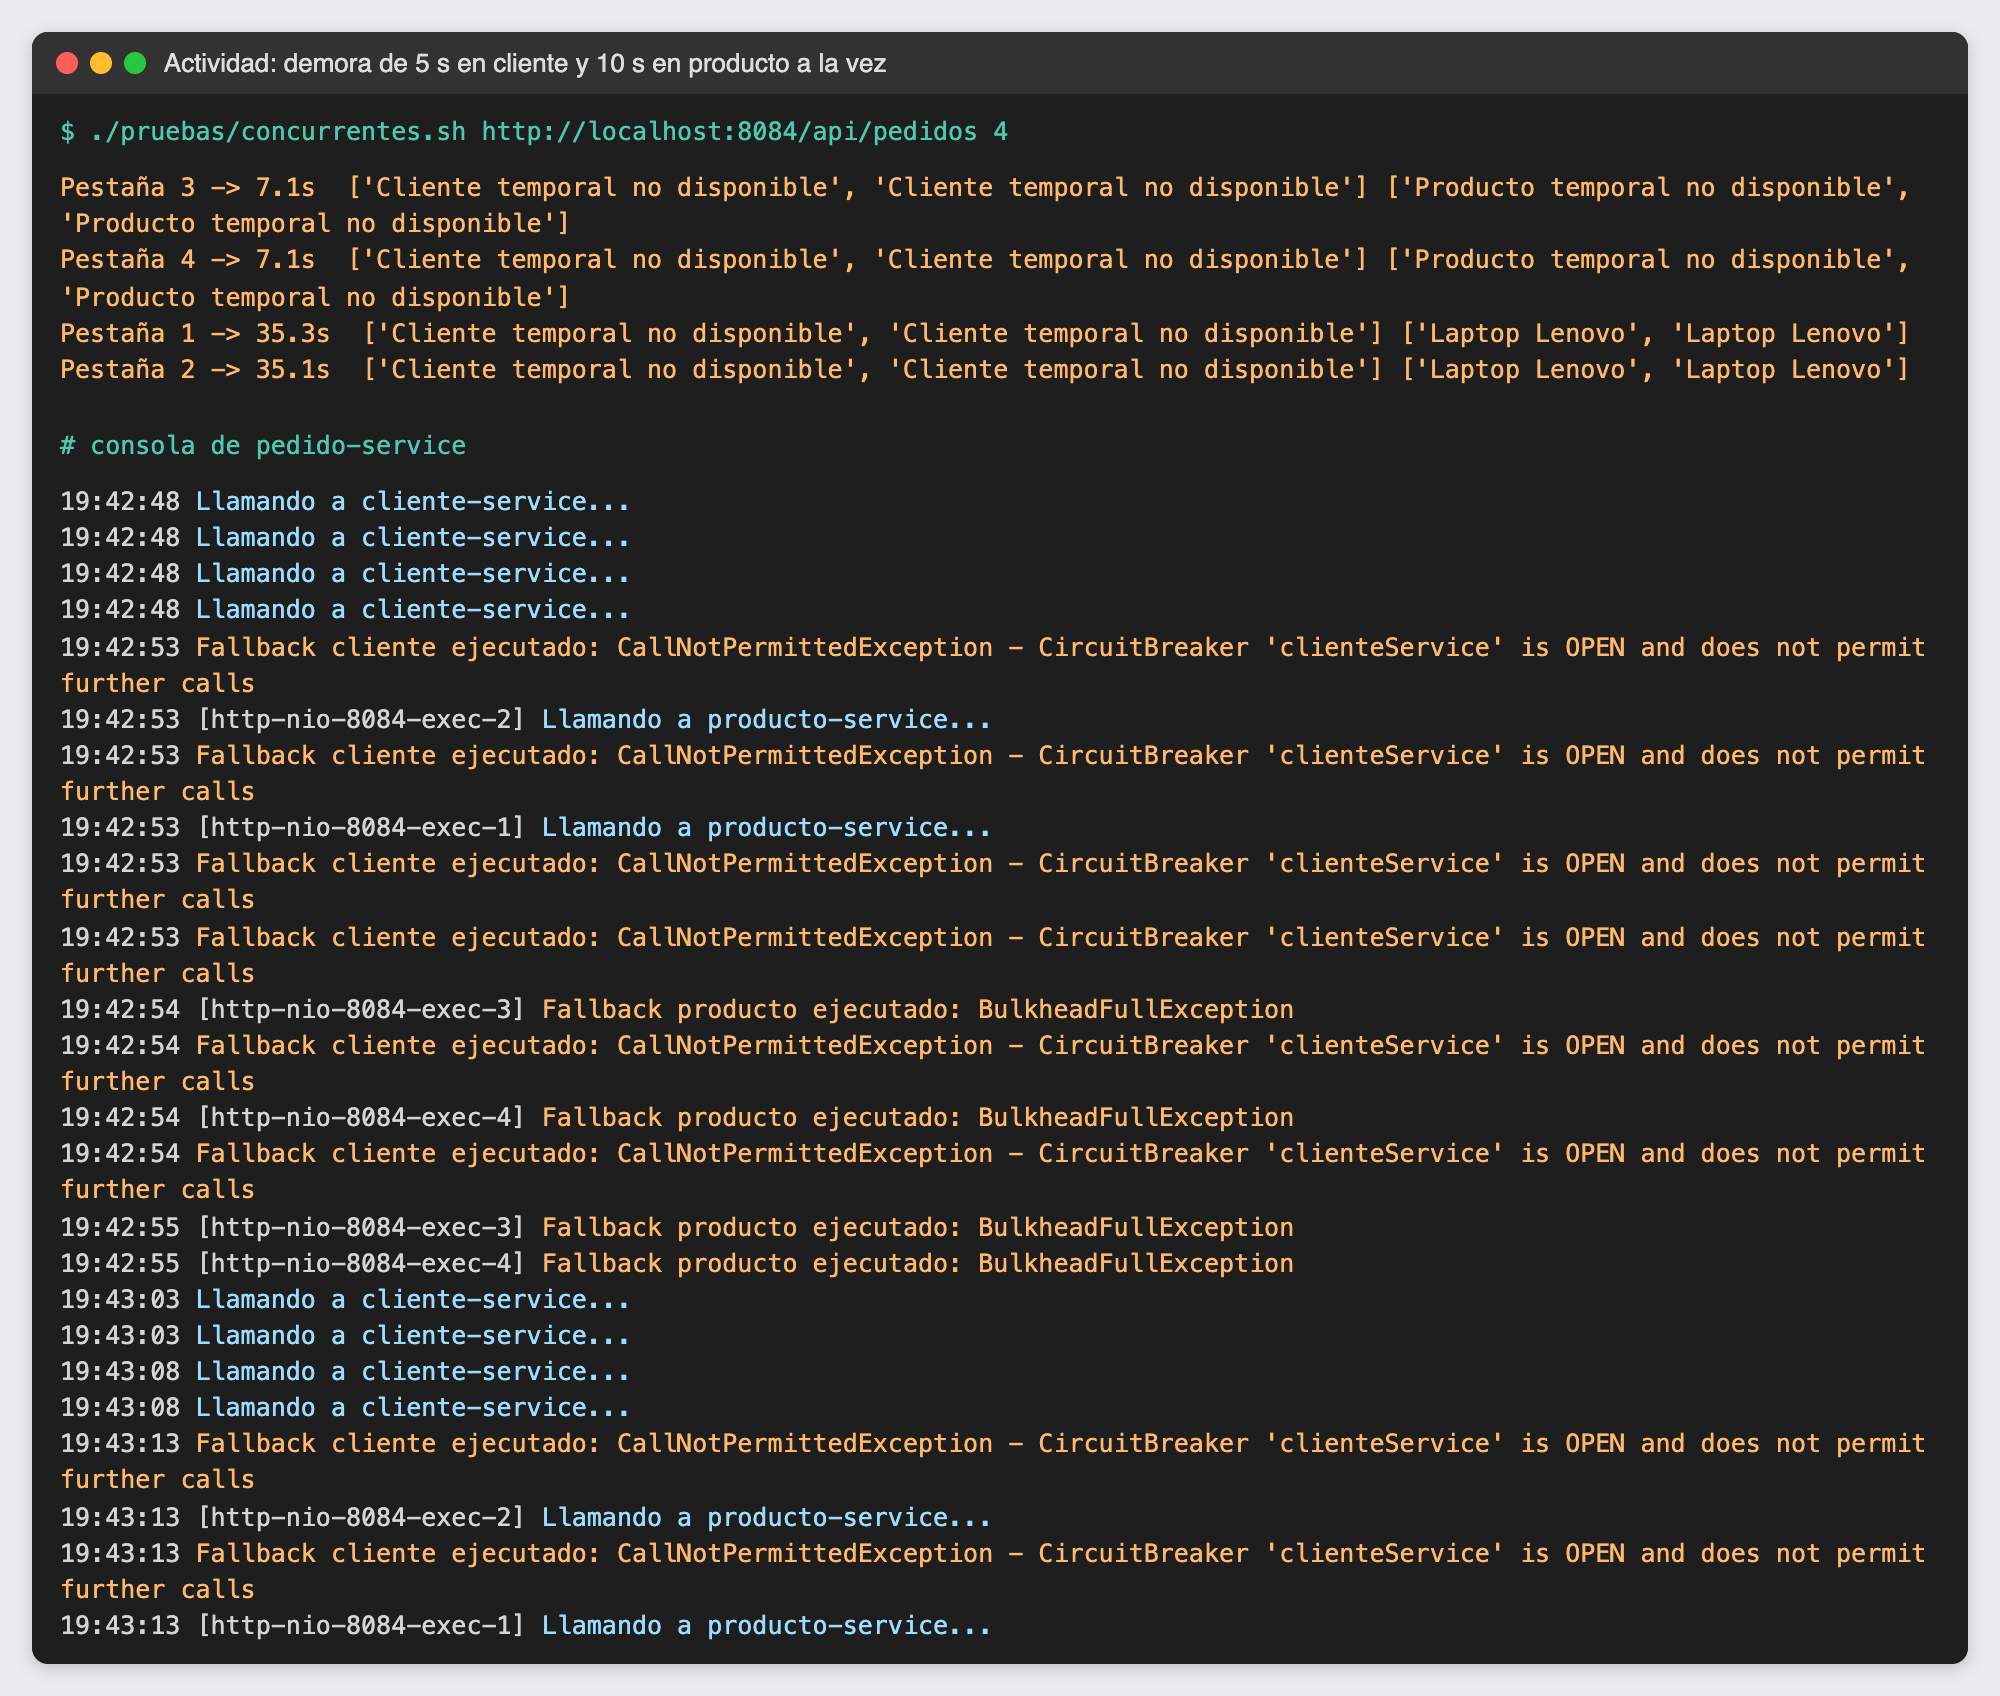 Actividad: demora de 5 s en cliente y 10 s en producto a la vez
$ ./pruebas/concurrentes.sh http://localhost:8084/api/pedidos 4
Pestaña 3 -> 7.1s  ['Cliente temporal no disponible', 'Cliente temporal no disponible'] ['Producto temporal no disponible',
'Producto temporal no disponible']
Pestaña 4 -> 7.1s  ['Cliente temporal no disponible', 'Cliente temporal no disponible'] ['Producto temporal no disponible',
'Producto temporal no disponible']
Pestaña 1 -> 35.3s  ['Cliente temporal no disponible', 'Cliente temporal no disponible'] ['Laptop Lenovo', 'Laptop Lenovo']
Pestaña 2 -> 35.1s  ['Cliente temporal no disponible', 'Cliente temporal no disponible'] ['Laptop Lenovo', 'Laptop Lenovo']
# consola de pedido-service
19:42:48 Llamando a cliente-service...
19:42:48 Llamando a cliente-service...
19:42:48 Llamando a cliente-service...
19:42:48 Llamando a cliente-service...
19:42:53 Fallback cliente ejecutado: CallNotPermittedException - CircuitBreaker 'clienteService' is OPEN and does not permit
further calls
19:42:53 [http-nio-8084-exec-2] Llamando a producto-service...
19:42:53 Fallback cliente ejecutado: CallNotPermittedException - CircuitBreaker 'clienteService' is OPEN and does not permit
further calls
19:42:53 [http-nio-8084-exec-1] Llamando a producto-service...
19:42:53 Fallback cliente ejecutado: CallNotPermittedException - CircuitBreaker 'clienteService' is OPEN and does not permit
further calls
19:42:53 Fallback cliente ejecutado: CallNotPermittedException - CircuitBreaker 'clienteService' is OPEN and does not permit
further calls
19:42:54 [http-nio-8084-exec-3] Fallback producto ejecutado: BulkheadFullException
19:42:54 Fallback cliente ejecutado: CallNotPermittedException - CircuitBreaker 'clienteService' is OPEN and does not permit
further calls
19:42:54 [http-nio-8084-exec-4] Fallback producto ejecutado: BulkheadFullException
19:42:54 Fallback cliente ejecutado: CallNotPermittedException - CircuitBreaker 'clienteService' is OPEN and does not permit
further calls
19:42:55 [http-nio-8084-exec-3] Fallback producto ejecutado: BulkheadFullException
19:42:55 [http-nio-8084-exec-4] Fallback producto ejecutado: BulkheadFullException
19:43:03 Llamando a cliente-service...
19:43:03 Llamando a cliente-service...
19:43:08 Llamando a cliente-service...
19:43:08 Llamando a cliente-service...
19:43:13 Fallback cliente ejecutado: CallNotPermittedException - CircuitBreaker 'clienteService' is OPEN and does not permit
further calls
19:43:13 [http-nio-8084-exec-2] Llamando a producto-service...
19:43:13 Fallback cliente ejecutado: CallNotPermittedException - CircuitBreaker 'clienteService' is OPEN and does not permit
further calls
19:43:13 [http-nio-8084-exec-1] Llamando a producto-service...